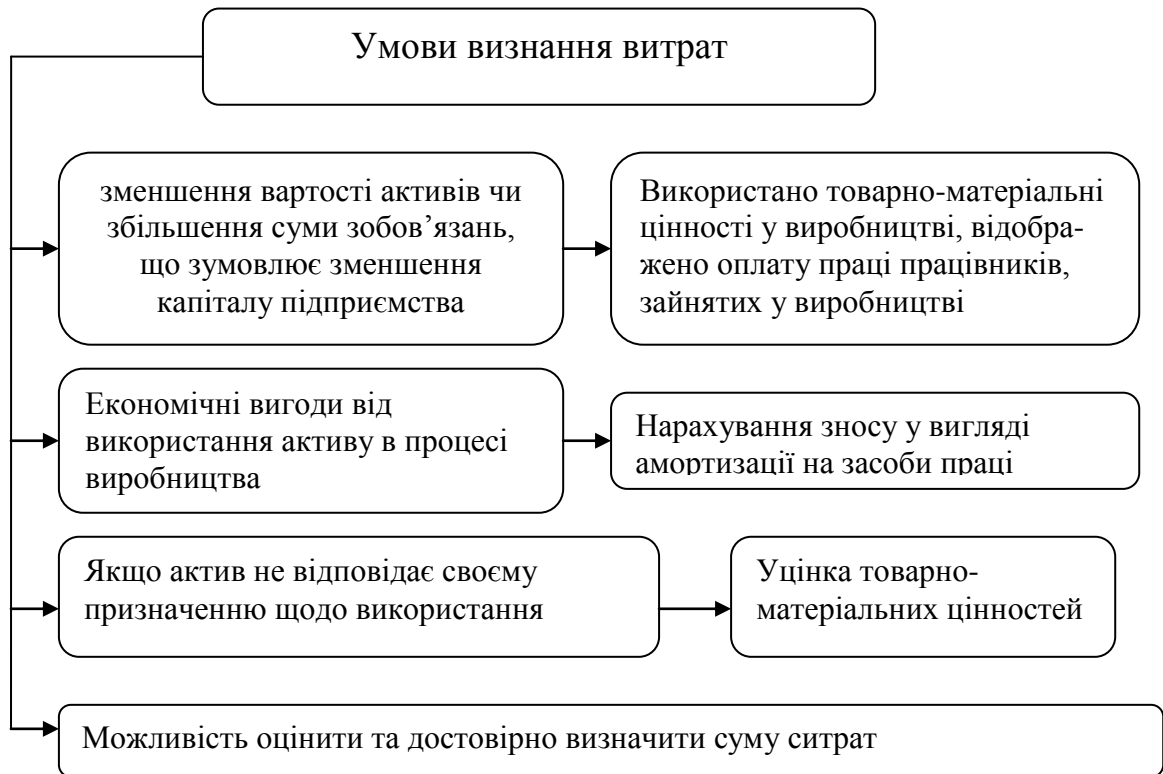 Умови визнання витрат
зменшення вартості активів чи
збільшення суми зобов’язань,
що зумовлює зменшення
капіталу підприємства
Використано товарно-матеріальні
цінності у виробництві, відобра-
жено оплату праці працівників,
зайнятих у виробництві
Економічні вигоди від
використання активу в процесі
виробництва
Нарахування зносу у вигляді
амортизації на засоби праці
Якщо актив не відповідає своєму
призначенню щодо використання
Уцінка товарно-
матеріальних цінностей
Можливість оцінити та достовірно визначити суму ситрат